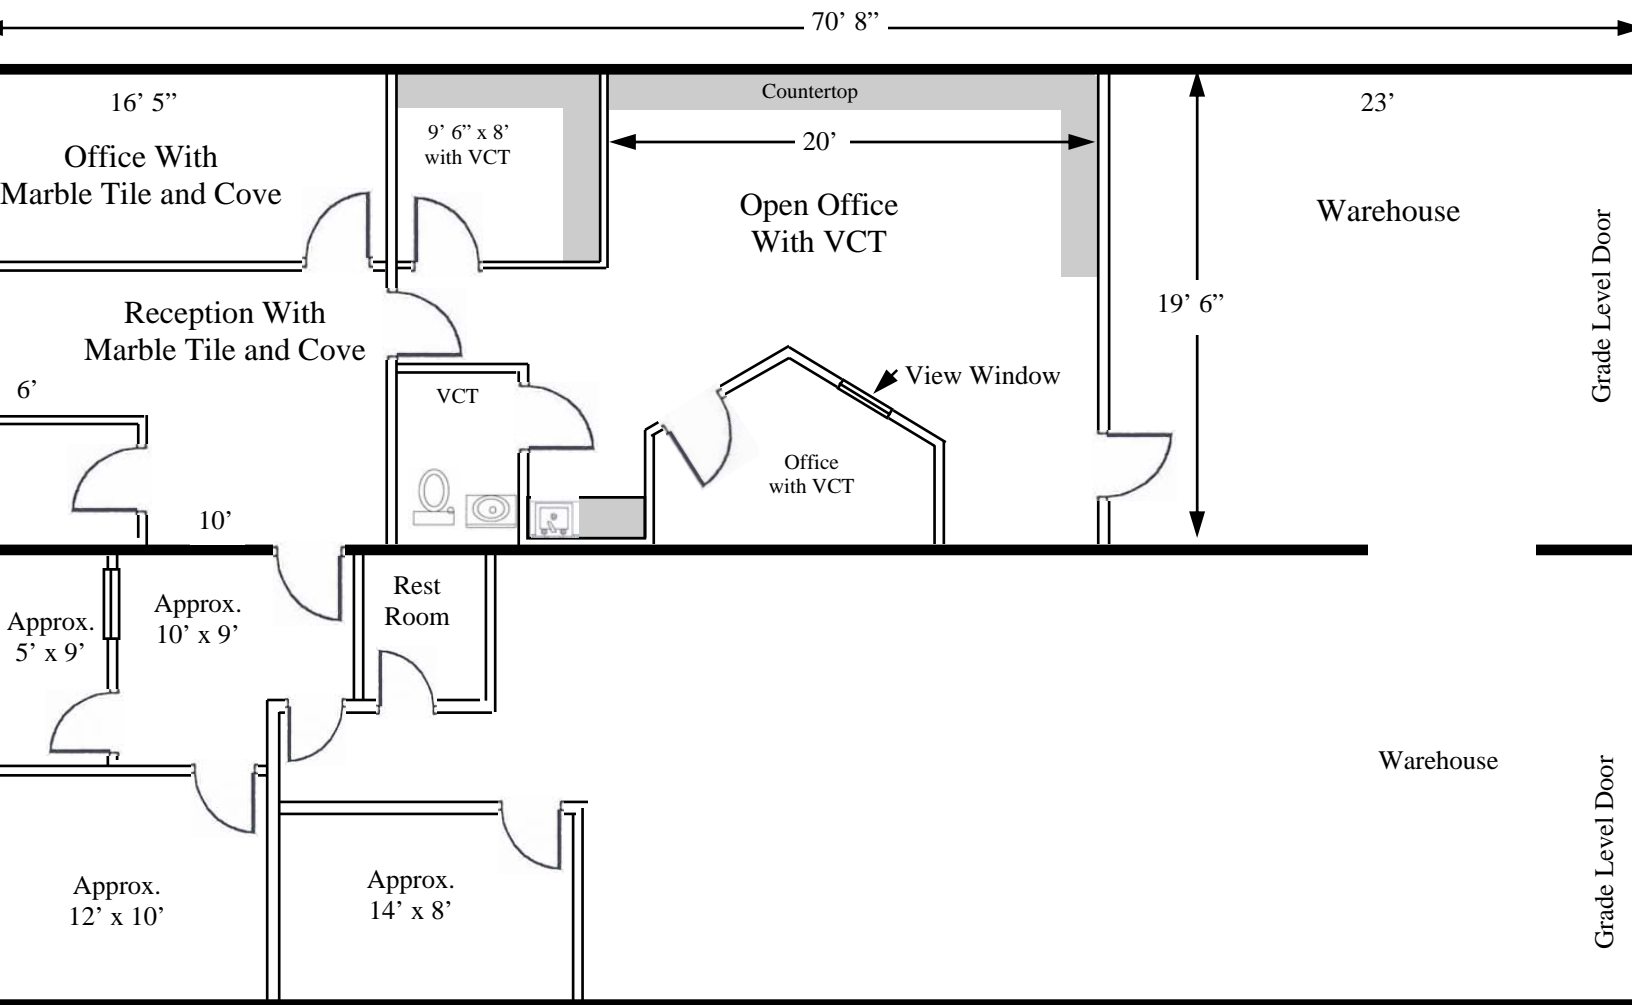 70’ 8”
16’ 5”
Office With
Marble Tile and Cove
9’ 6” x 8’
with VCT
Countertop
20’
Open Office
With VCT
23’
Warehouse
Grade Level Door
19’ 6”
Reception With
Marble Tile and Cove
6’
VCT
View Window
Office
with VCT
10’
Rest
Room
Approx.
5’ x 9’
Approx.
10’ x 9’
Warehouse
Grade Level Door
Approx.
12’ x 10’
Approx.
14’ x 8’